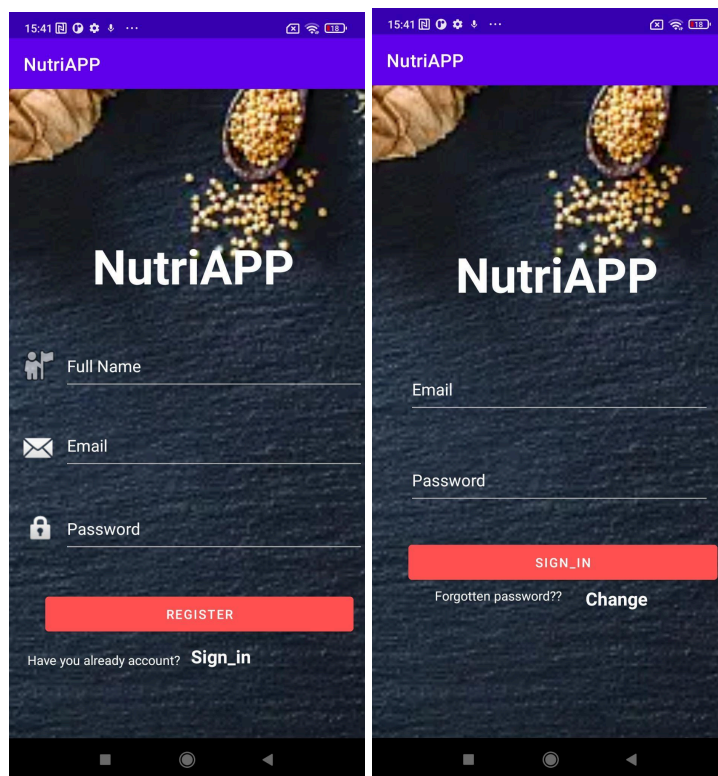 15:41
18
NutriAPP
NutriAPP
Full Name
Email
Password
REGISTER
Have you already account? Sign_in
15:41
18
NutriAPP
NutriAPP
Email
Password
SIGN_IN
Forgotten password?? Change